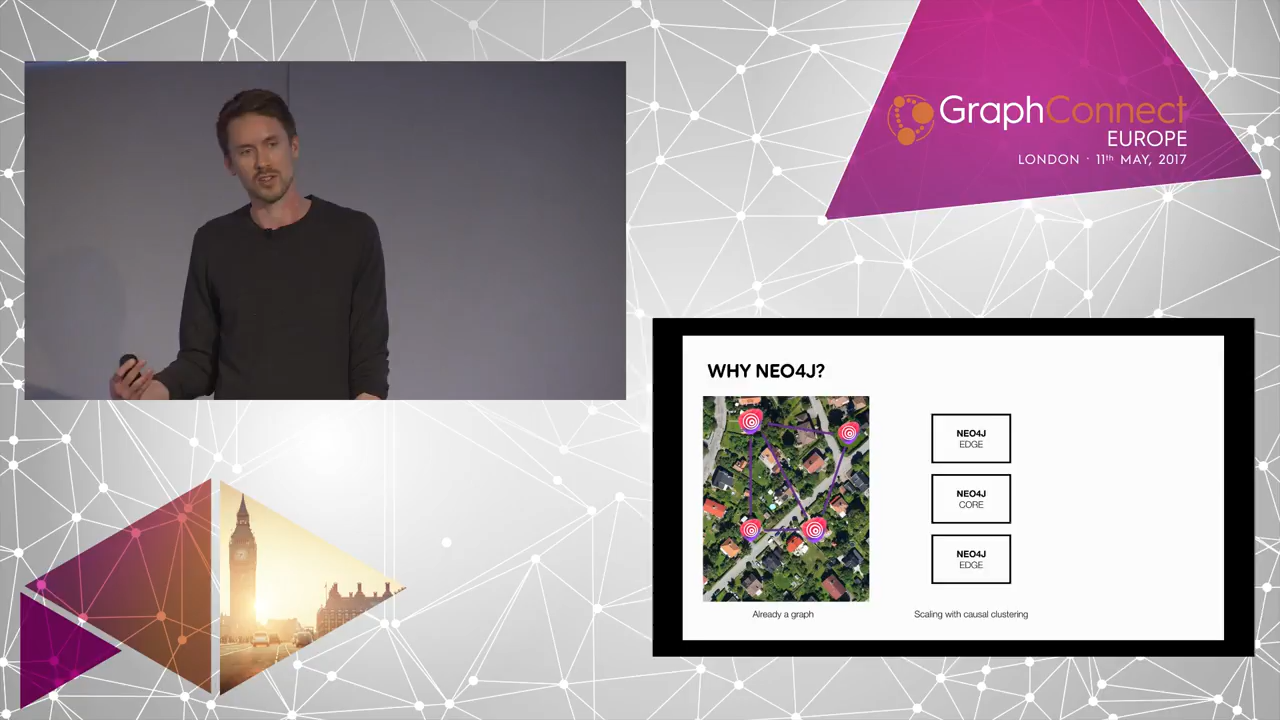 GraphConnect
EUROPE
LONDON · 11th MAY, 2017
WHY NEO4J?
NEO4J
EDGE
NEO4J
CORE
NEO4J
EDGE
Already a graph
Scaling with causal clustering